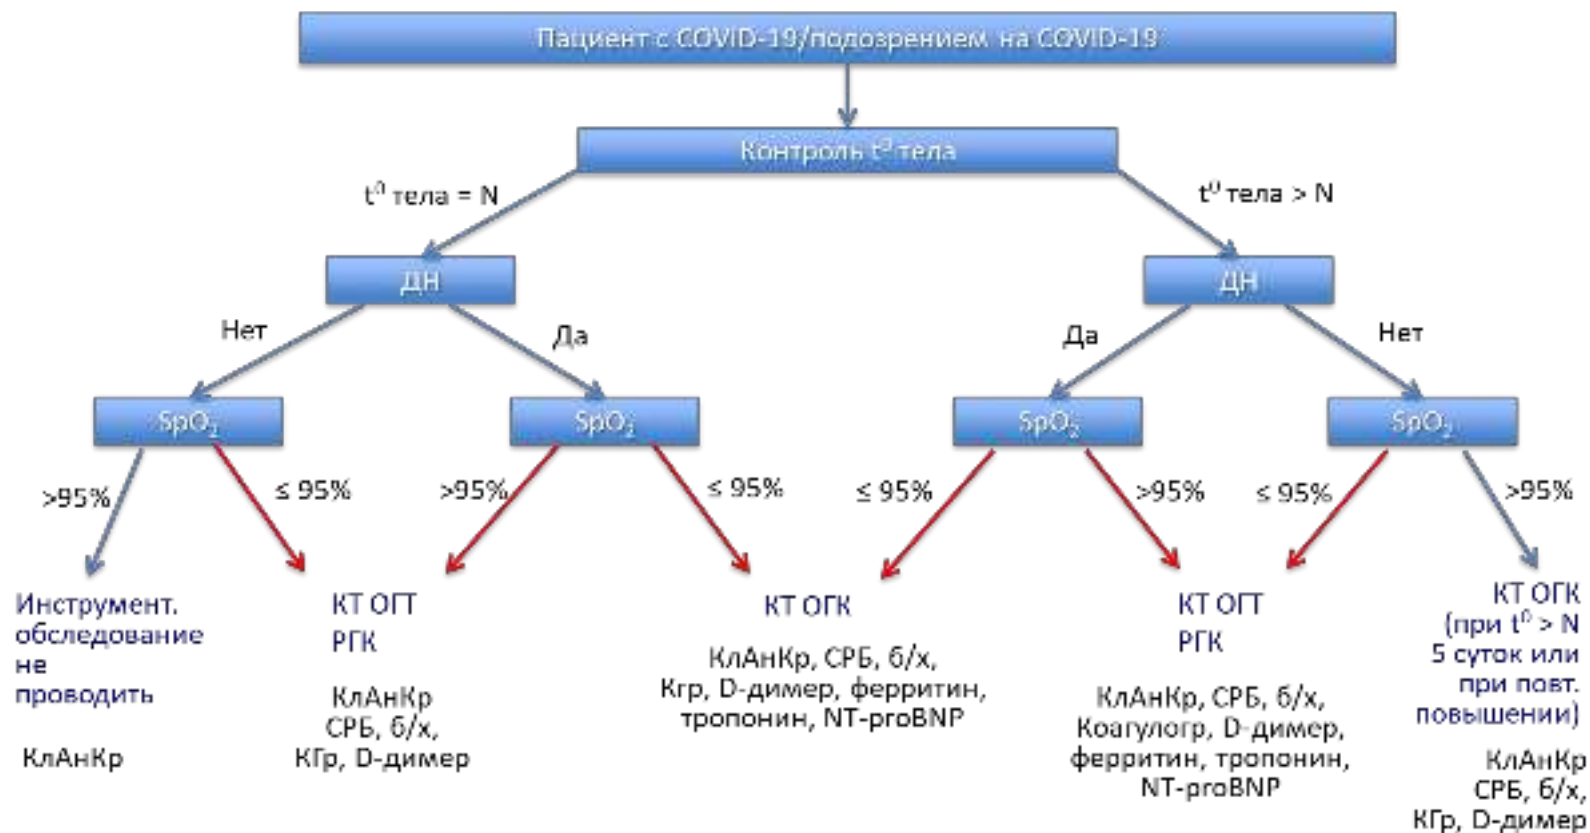 Пациент с COVID-19/подозрением на COVID-19
Контроль t⁰ тела
t⁰ тела = N
t⁰ тела > N
ДН
ДН
Нет
Да
Да
Нет
SpO₂
SpO₂
SpO₂
SpO₂
>95%
≤ 95%
>95%
≤ 95%
≤ 95%
>95%
≤ 95%
>95%
Инструмент.
обследование
не
проводить
КлАнКр
КТ ОГТ
РГК
КлАнКр
СРБ, б/х,
КГр, D-димер
КТ ОГК
КлАнКр, СРБ, б/х,
Кгр, D-димер, ферритин,
тропонин, NT-proBNP
КТ ОГТ
РГК
КлАнКр, СРБ, б/х,
Коагулогр, D-димер,
ферритин, тропонин,
NT-proBNP
КТ ОГК
(при t⁰ > N
5 суток или
при повт.
повышении)
КлАнКр
СРБ, б/х,
КГр, D-димер